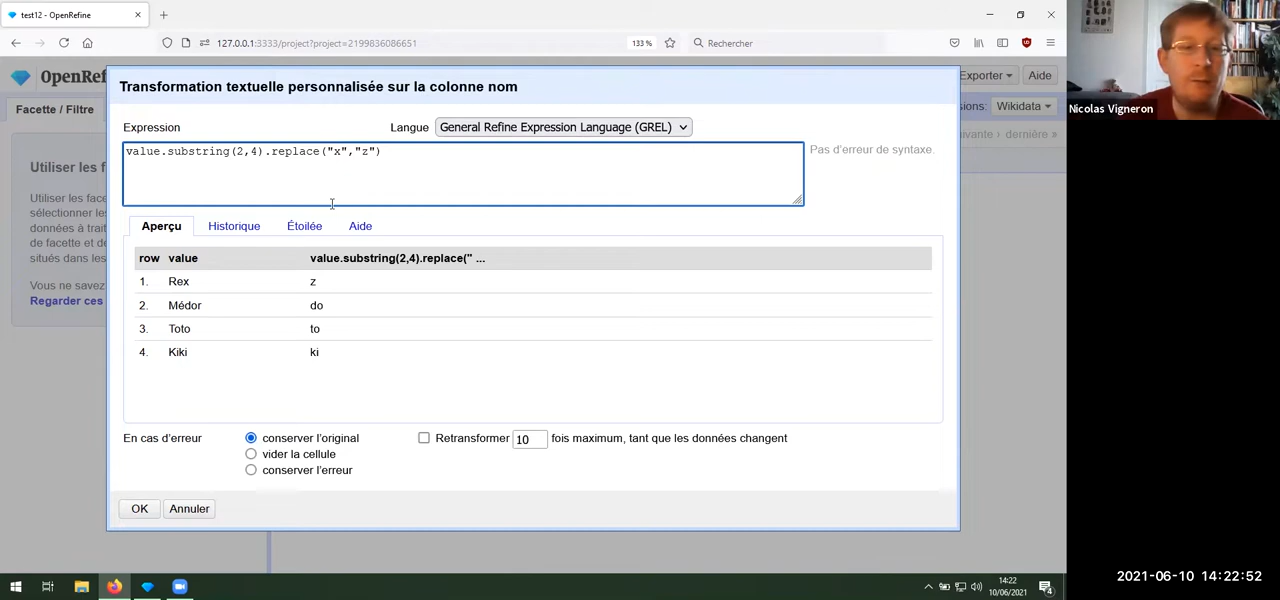 test12 - OpenRefine
127.0.0.1:3333/project?project=2199836086651
133 %
Rechercher
OpenRef
Exporter
Aide
Facette / Filtre
sions:
Wikidata
Nicolas Vigneron
ivante › dernière »
Utiliser les f
Utiliser les face
sélectionner les
données à trait
de facette et de
situés dans les
Vous ne savez
Regarder ces
Transformation textuelle personnalisée sur la colonne nom
Expression
Langue
General Refine Expression Language (GREL)
value.substring(2,4).replace("x","z")
Pas d’erreur de syntaxe.
Aperçu
Historique
Étoilée
Aide
row value value.substring(2,4).replace(" ...
1. Rex z
2. Médor do
3. Toto to
4. Kiki ki
En cas d’erreur
conserver l’original
vider la cellule
conserver l’erreur
Retransformer 10 fois maximum, tant que les données changent
OK
Annuler
14:22
10/06/2021
4
2021-06-10 14:22:52